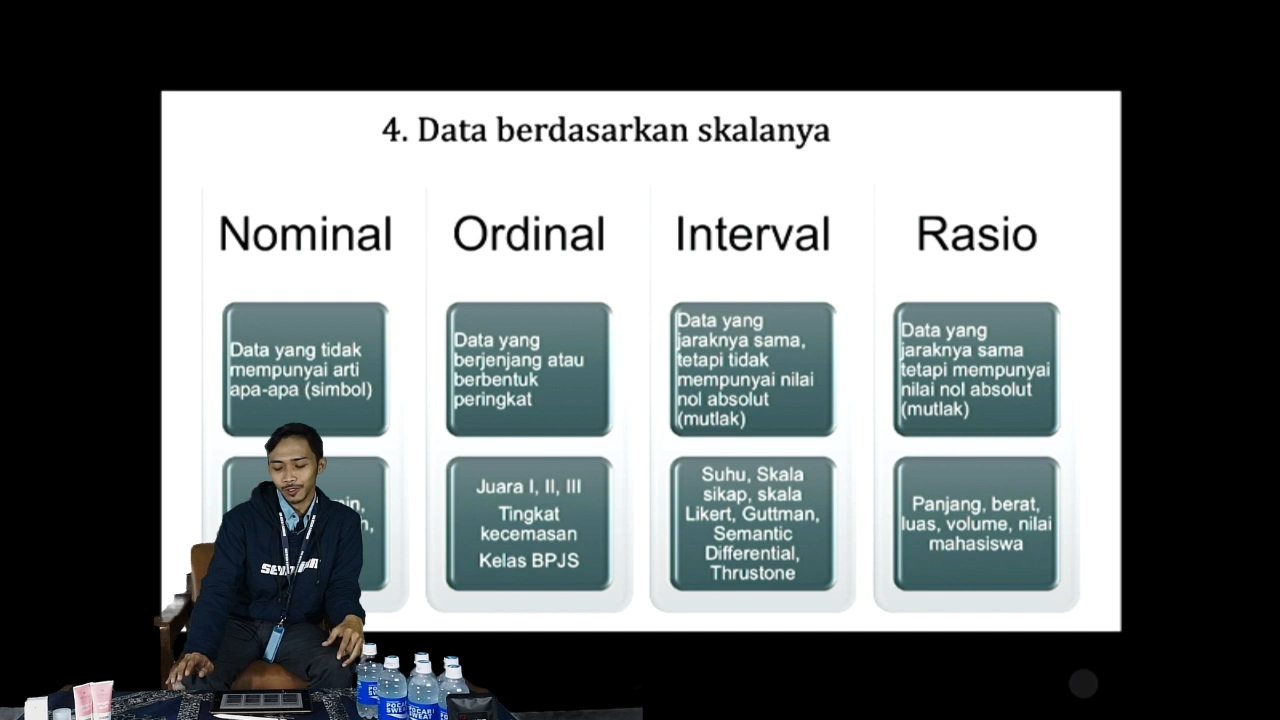 4. Data berdasarkan skalanya
Nominal
Ordinal
Interval
Rasio
Data yang tidak
mempunyai arti
apa-apa (simbol)
Data yang
berjenjang atau
berbentuk
peringkat
Data yang
jaraknya sama,
tetapi tidak
mempunyai nilai
nol absolut
(mutlak)
Data yang
jaraknya sama
tetapi mempunyai
nilai nol absolut
(mutlak)
Juara I, II, III
Tingkat
kecemasan
Kelas BPJS
Suhu, Skala
sikap, skala
Likert, Guttman,
Semantic
Differential,
Thrustone
Panjang, berat,
luas, volume, nilai
mahasiswa
POCARI
SWEAT